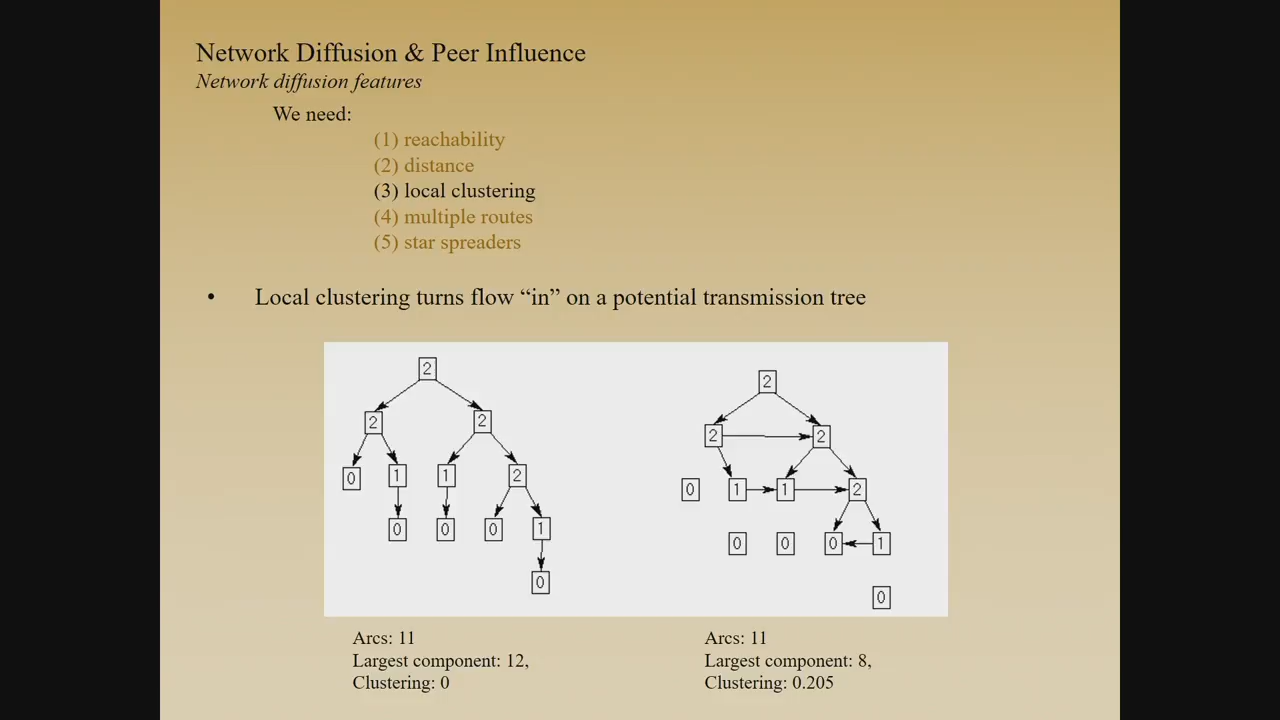 Network Diffusion & Peer Influence
Network diffusion features
We need:
(1) reachability
(2) distance
(3) local clustering
(4) multiple routes
(5) star spreaders
• Local clustering turns flow “in” on a potential transmission tree
2
2 2
0 1 1 2
0 0 0 1
0
2
2 2
0 1 1 2
0 0 0 1
0
Arcs: 11
Largest component: 12,
Clustering: 0
Arcs: 11
Largest component: 8,
Clustering: 0.205